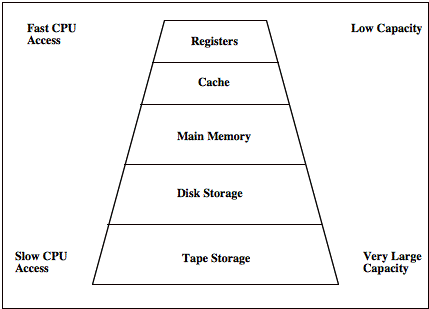 Fast CPU
Access
Low Capacity
Registers
Cache
Main Memory
Disk Storage
Slow CPU
Access
Tape Storage
Very Large
Capacity